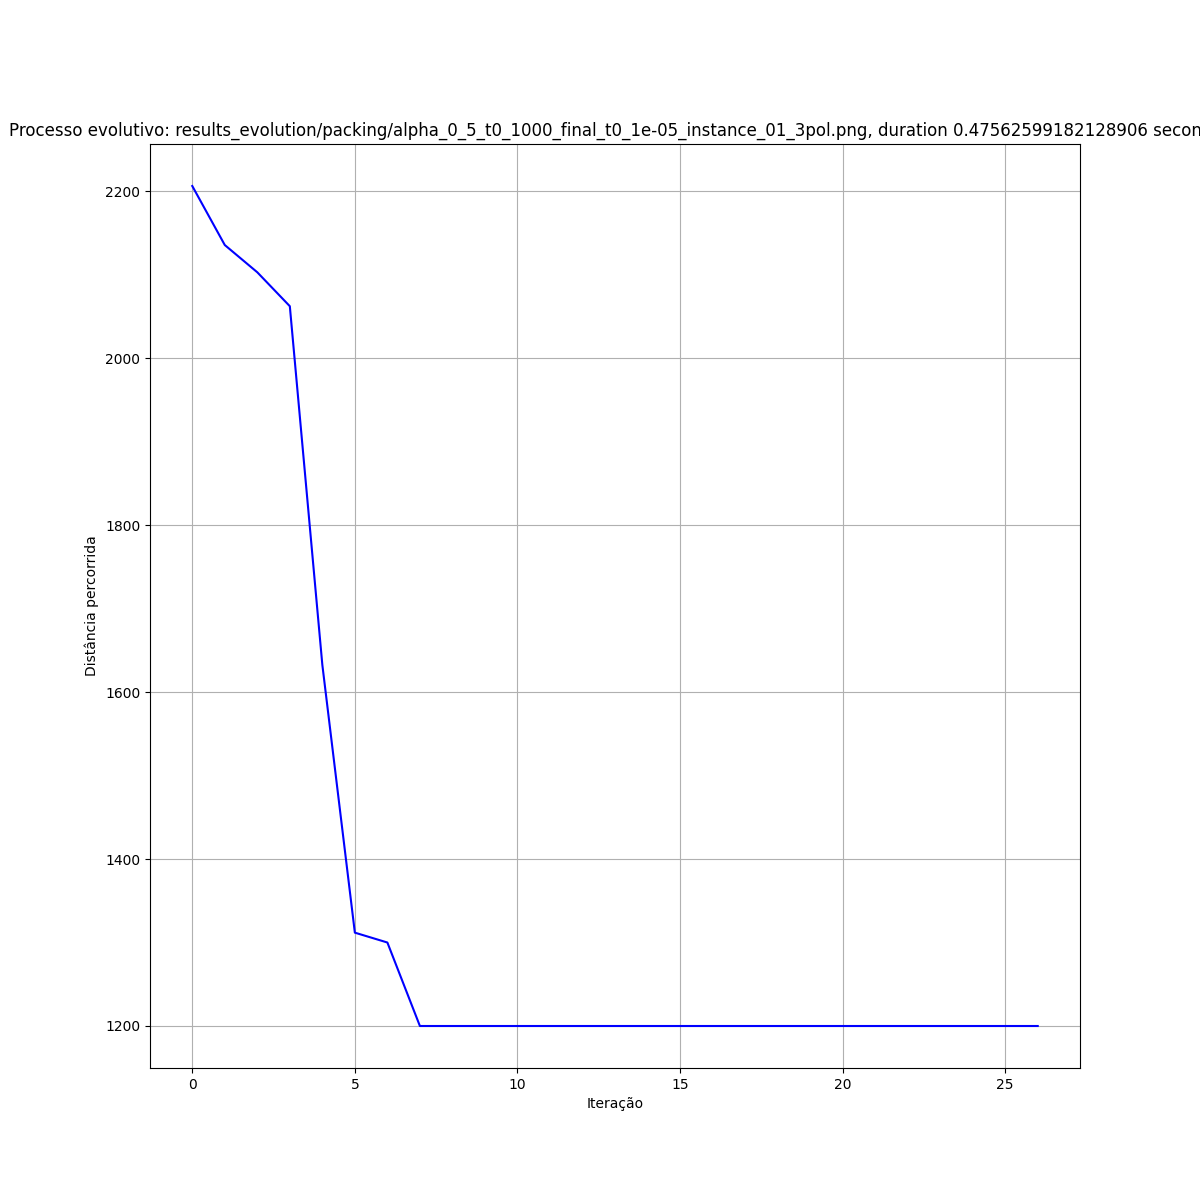 Processo evolutivo: results_evolution/packing/alpha_0_5_t0_1000_final_t0_1e-05_instance_01_3pol.png, duration 0.47562599182128906 secon
2200
2000
1800
1600
1400
1200
Distância percorrida
0 5 10 15 20 25
Iteração